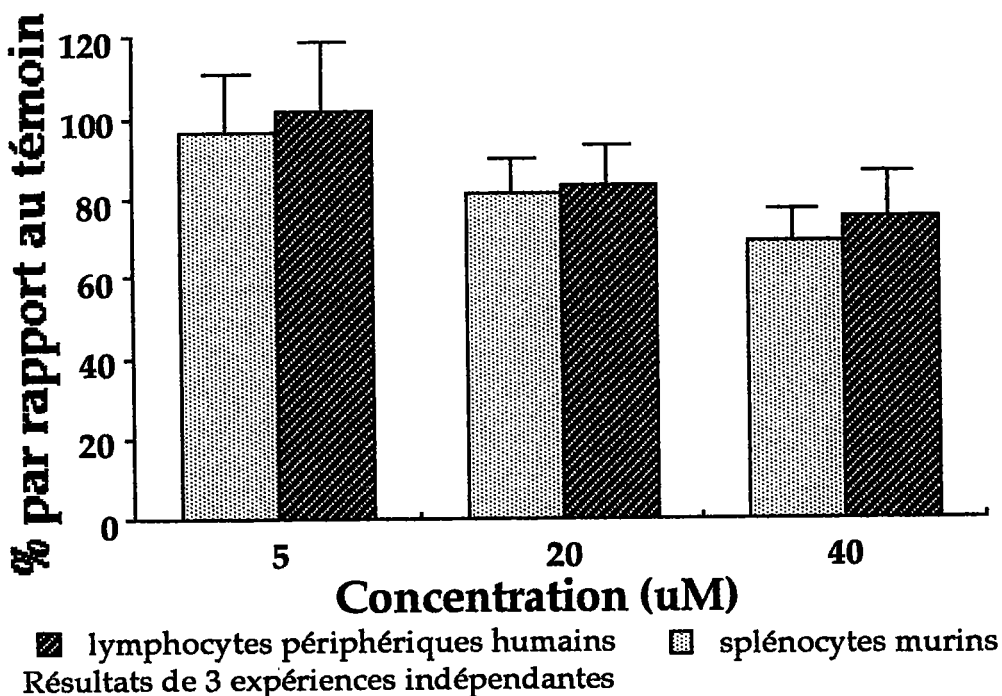 % par rapport au témoin
120
100
80
60
40
20
0
5 20 40
Concentration (uM)
lymphocytes périphériques humains splénocytes murins
Résultats de 3 expériences indépendantes